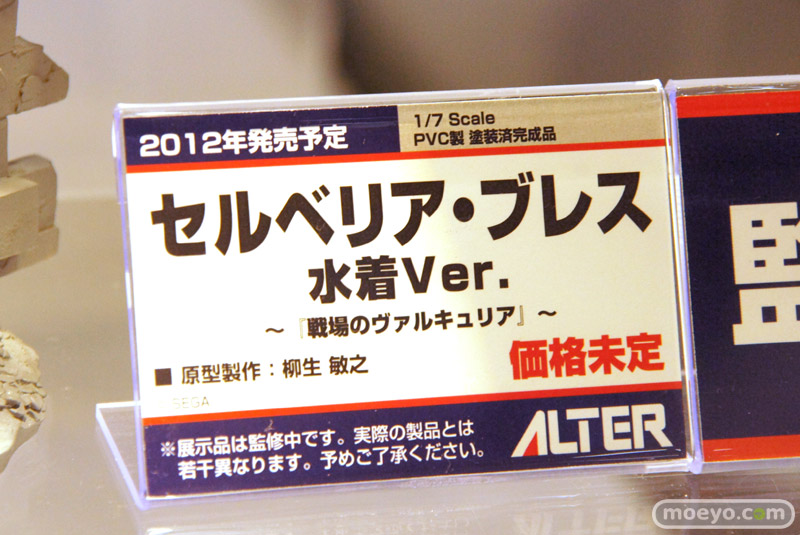 2012年発売予定
1/7 Scale
PVC製 塗装済完成品
セルベリア・ブレス
水着Ver.
~『戦場のヴァルキュリア』~
■ 原型製作：柳生 敏之
価格未定
SEGA
※展示品は監修中です。実際の製品とは
若干異なります。予めご了承ください。
ALTER
監
moeyo.com